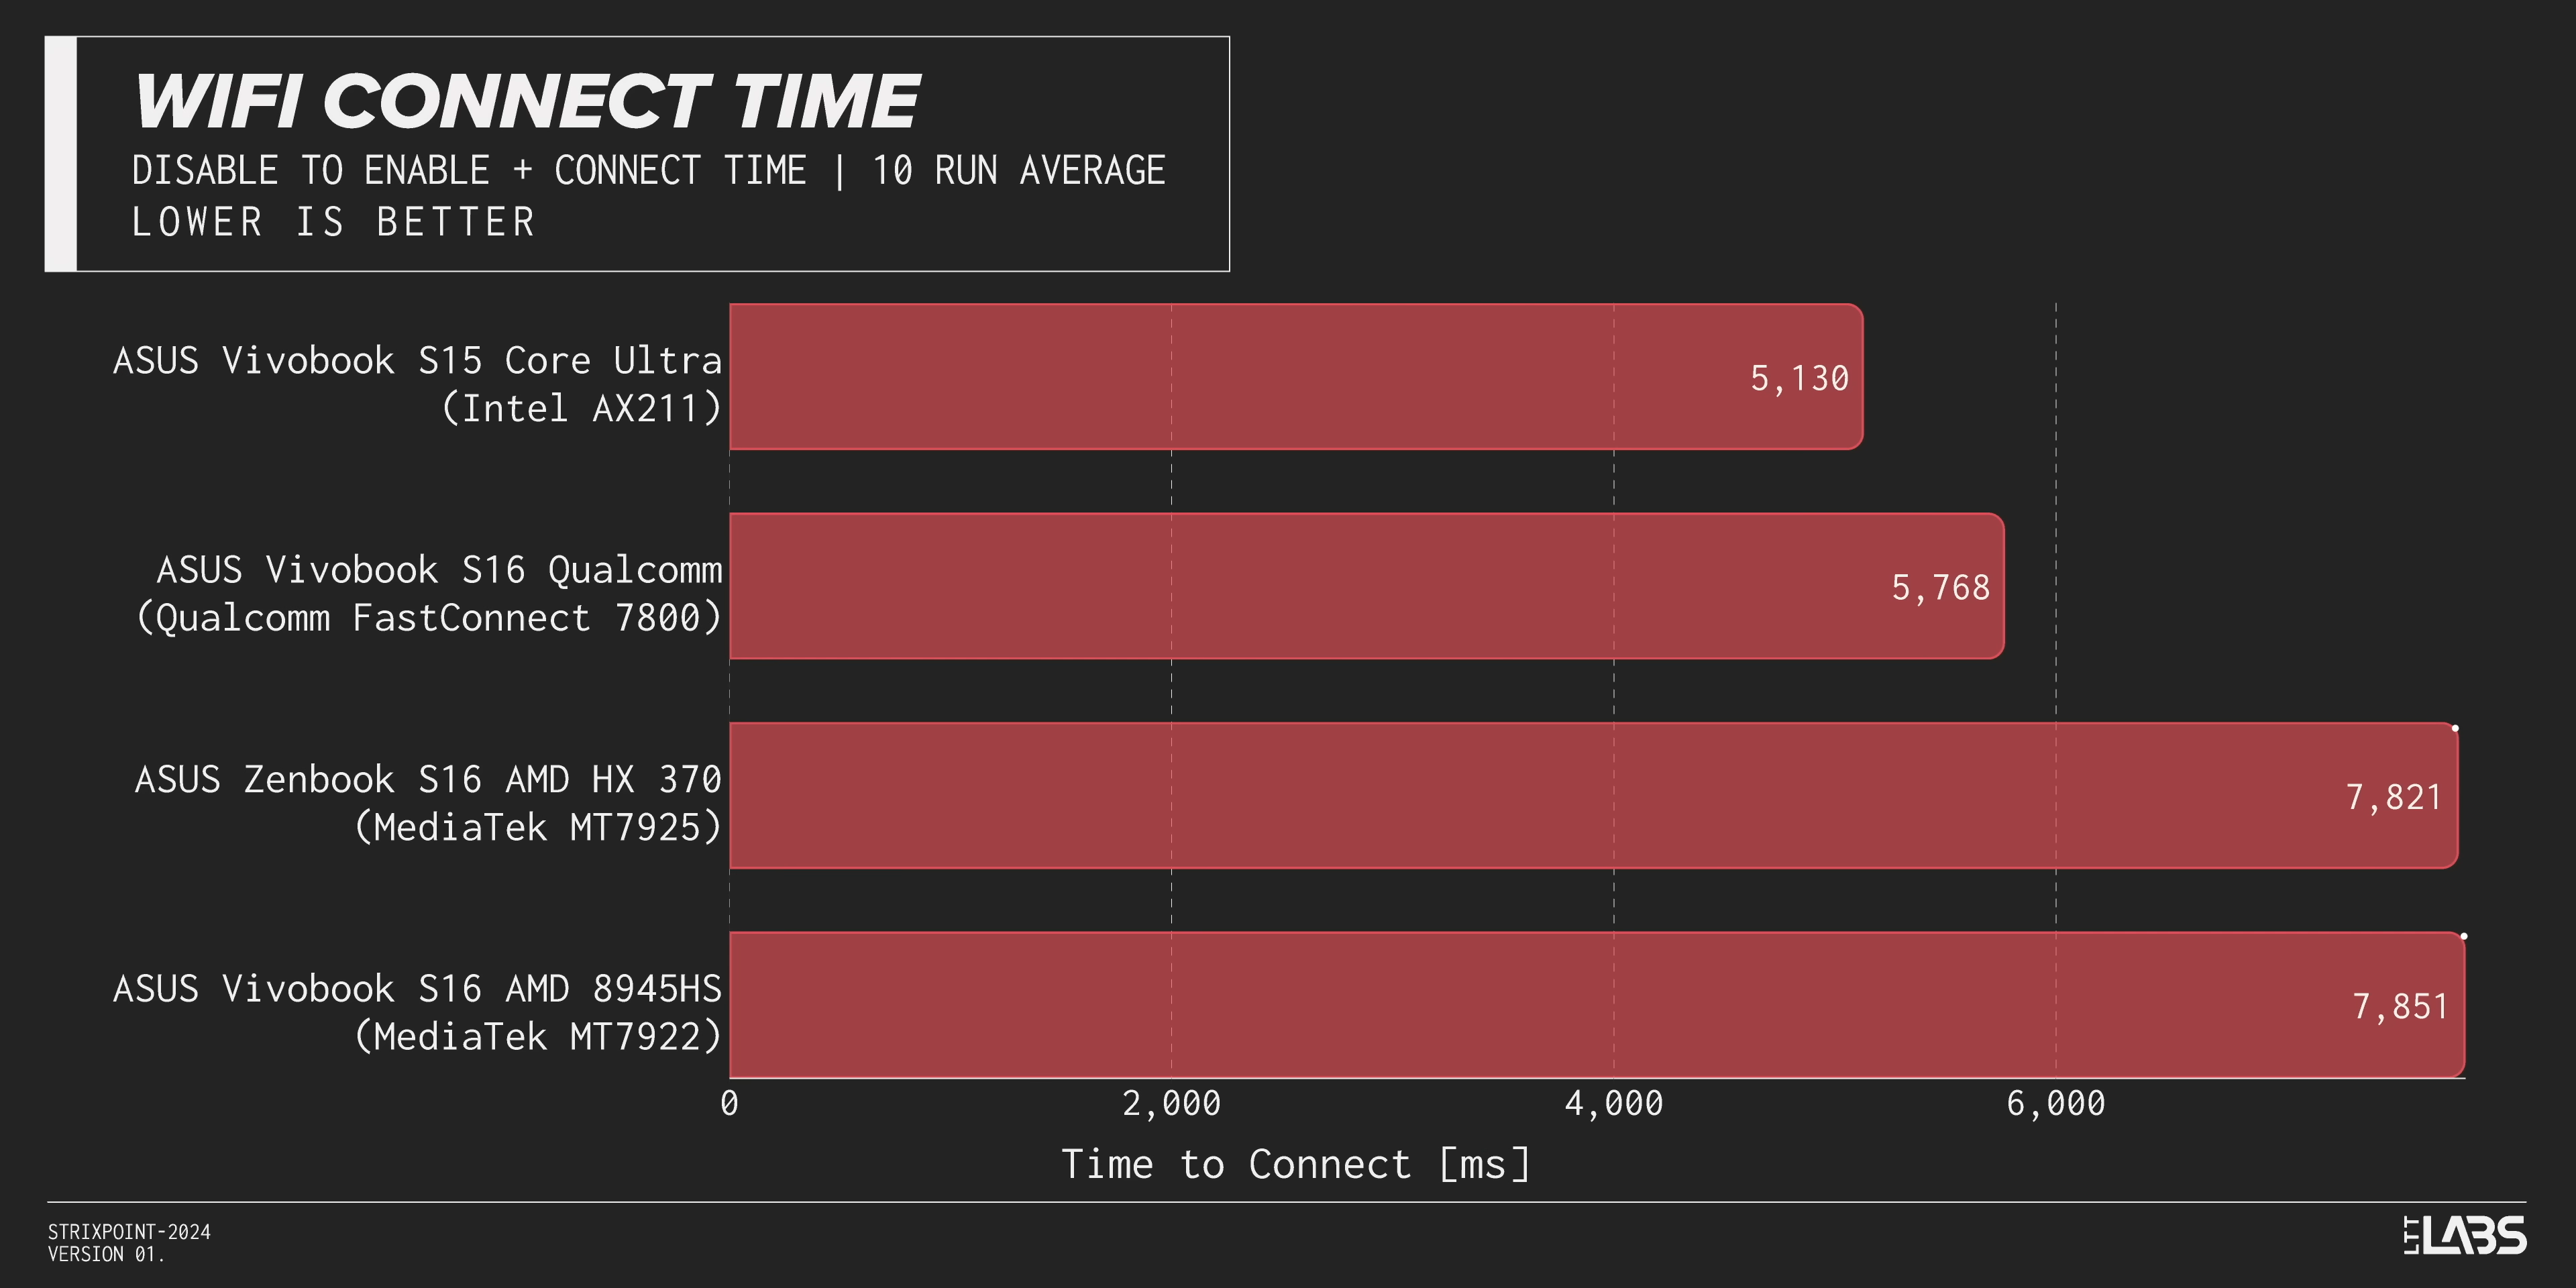 WIFI CONNECT TIME
DISABLE TO ENABLE + CONNECT TIME | 10 RUN AVERAGE
LOWER IS BETTER
ASUS Vivobook S15 Core Ultra
(Intel AX211)
5,130
ASUS Vivobook S16 Qualcomm
(Qualcomm FastConnect 7800)
5,768
ASUS Zenbook S16 AMD HX 370
(MediaTek MT7925)
7,821
ASUS Vivobook S16 AMD 8945HS
(MediaTek MT7922)
7,851
0 2,000 4,000 6,000
Time to Connect [ms]
STRIXPOINT-2024
VERSION 01.
LTT LABS